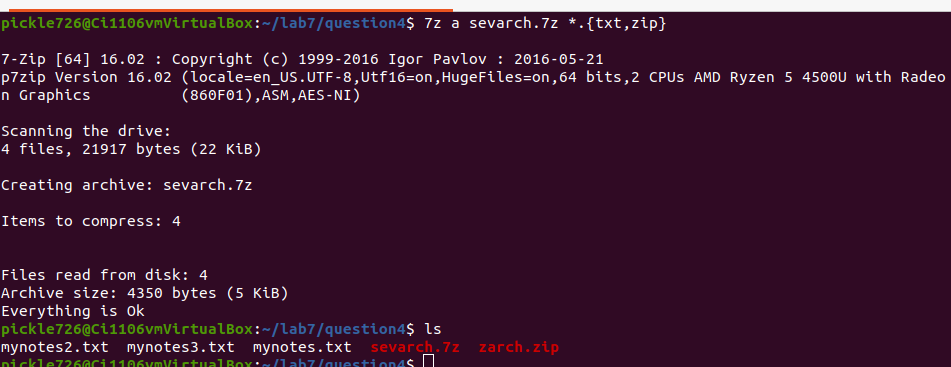 pickle726@Ci1106vmVirtualBox:~/lab7/question4$ 7z a sevarch.7z *.{txt,zip}
7-Zip [64] 16.02 : Copyright (c) 1999-2016 Igor Pavlov : 2016-05-21
p7zip Version 16.02 (locale=en_US.UTF-8,Utf16=on,HugeFiles=on,64 bits,2 CPUs AMD Ryzen 5 4500U with Radeo
n Graphics          (860F01),ASM,AES-NI)
Scanning the drive:
4 files, 21917 bytes (22 KiB)
Creating archive: sevarch.7z
Items to compress: 4
Files read from disk: 4
Archive size: 4350 bytes (5 KiB)
Everything is Ok
pickle726@Ci1106vmVirtualBox:~/lab7/question4$ ls
mynotes2.txt  mynotes3.txt  mynotes.txt  sevarch.7z  zarch.zip
pickle726@Ci1106vmVirtualBox:~/lab7/question4$